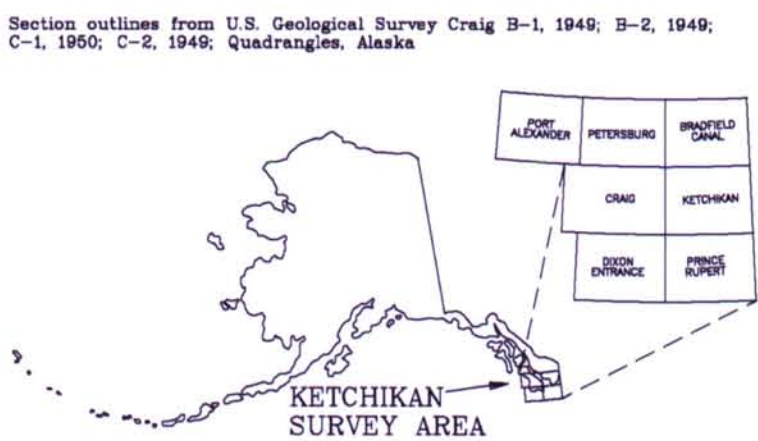 Section outlines from U.S. Geological Survey Craig B-1, 1949; B-2, 1949;
C-1, 1950; C-2, 1949; Quadrangles, Alaska
PORT
ALEXANDER
PETERSBURG
BRADFIELD
CANAL
CRAIG
KETCHIKAN
DIXON
ENTRANCE
PRINCE
RUPERT
KETCHIKAN
SURVEY AREA